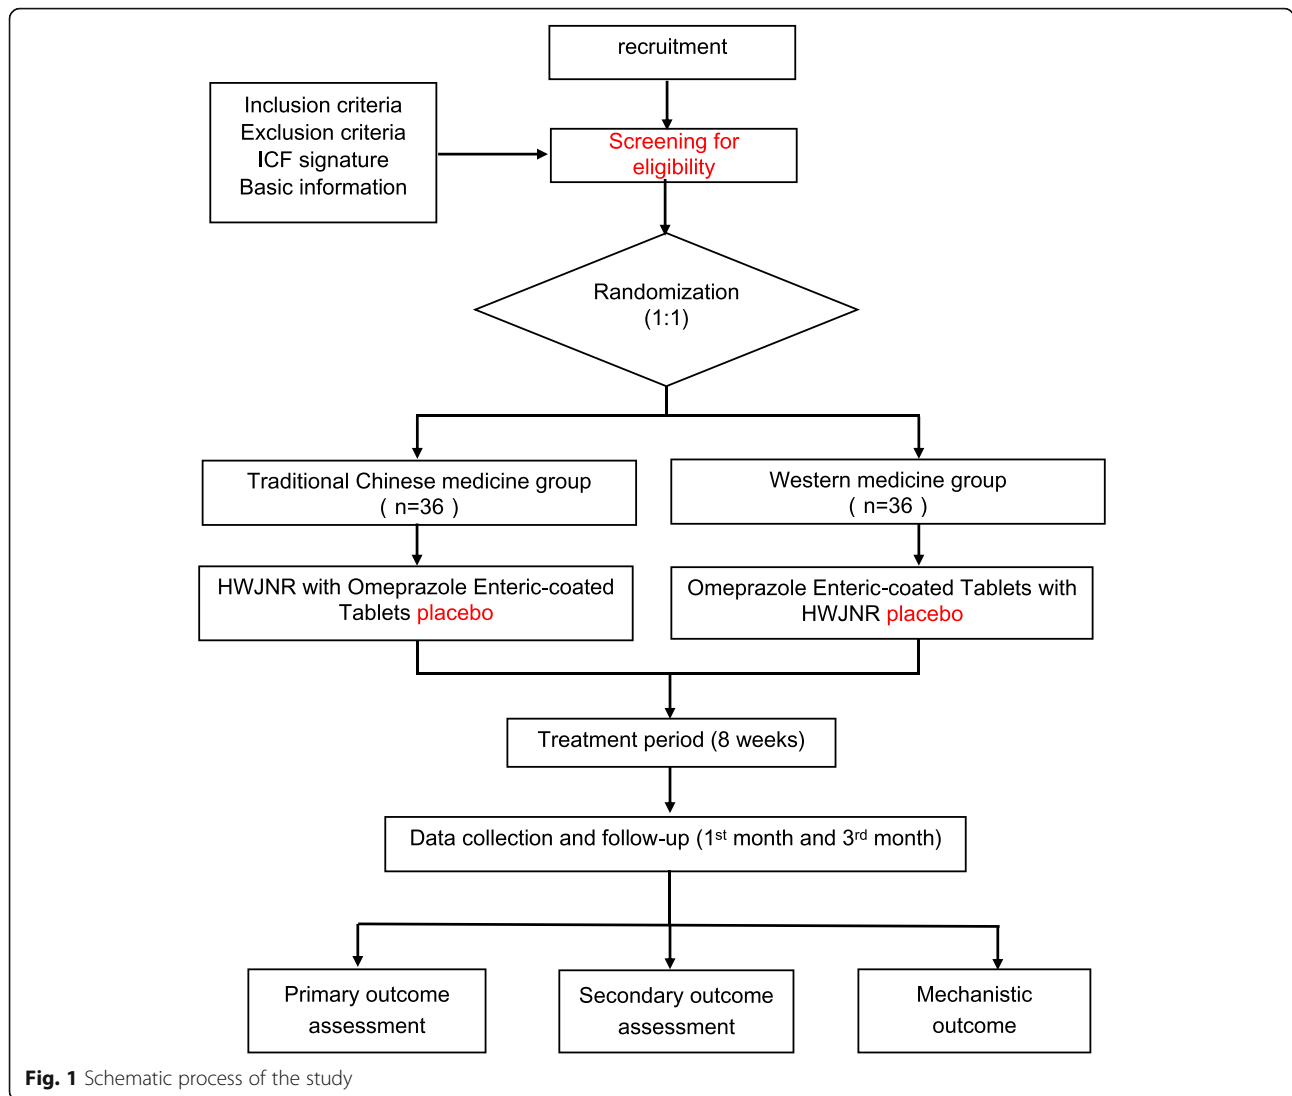 recruitment
Inclusion criteria
Exclusion criteria
ICF signature
Basic information
Screening for
eligibility
Randomization
(1:1)
Traditional Chinese medicine group
( n=36 )
Western medicine group
( n=36 )
HWJNR with Omeprazole Enteric-coated
Tablets placebo
Omeprazole Enteric-coated Tablets with
HWJNR placebo
Treatment period (8 weeks)
Data collection and follow-up (1st month and 3rd month)
Primary outcome
assessment
Secondary outcome
assessment
Mechanistic
outcome
Fig. 1 Schematic process of the study